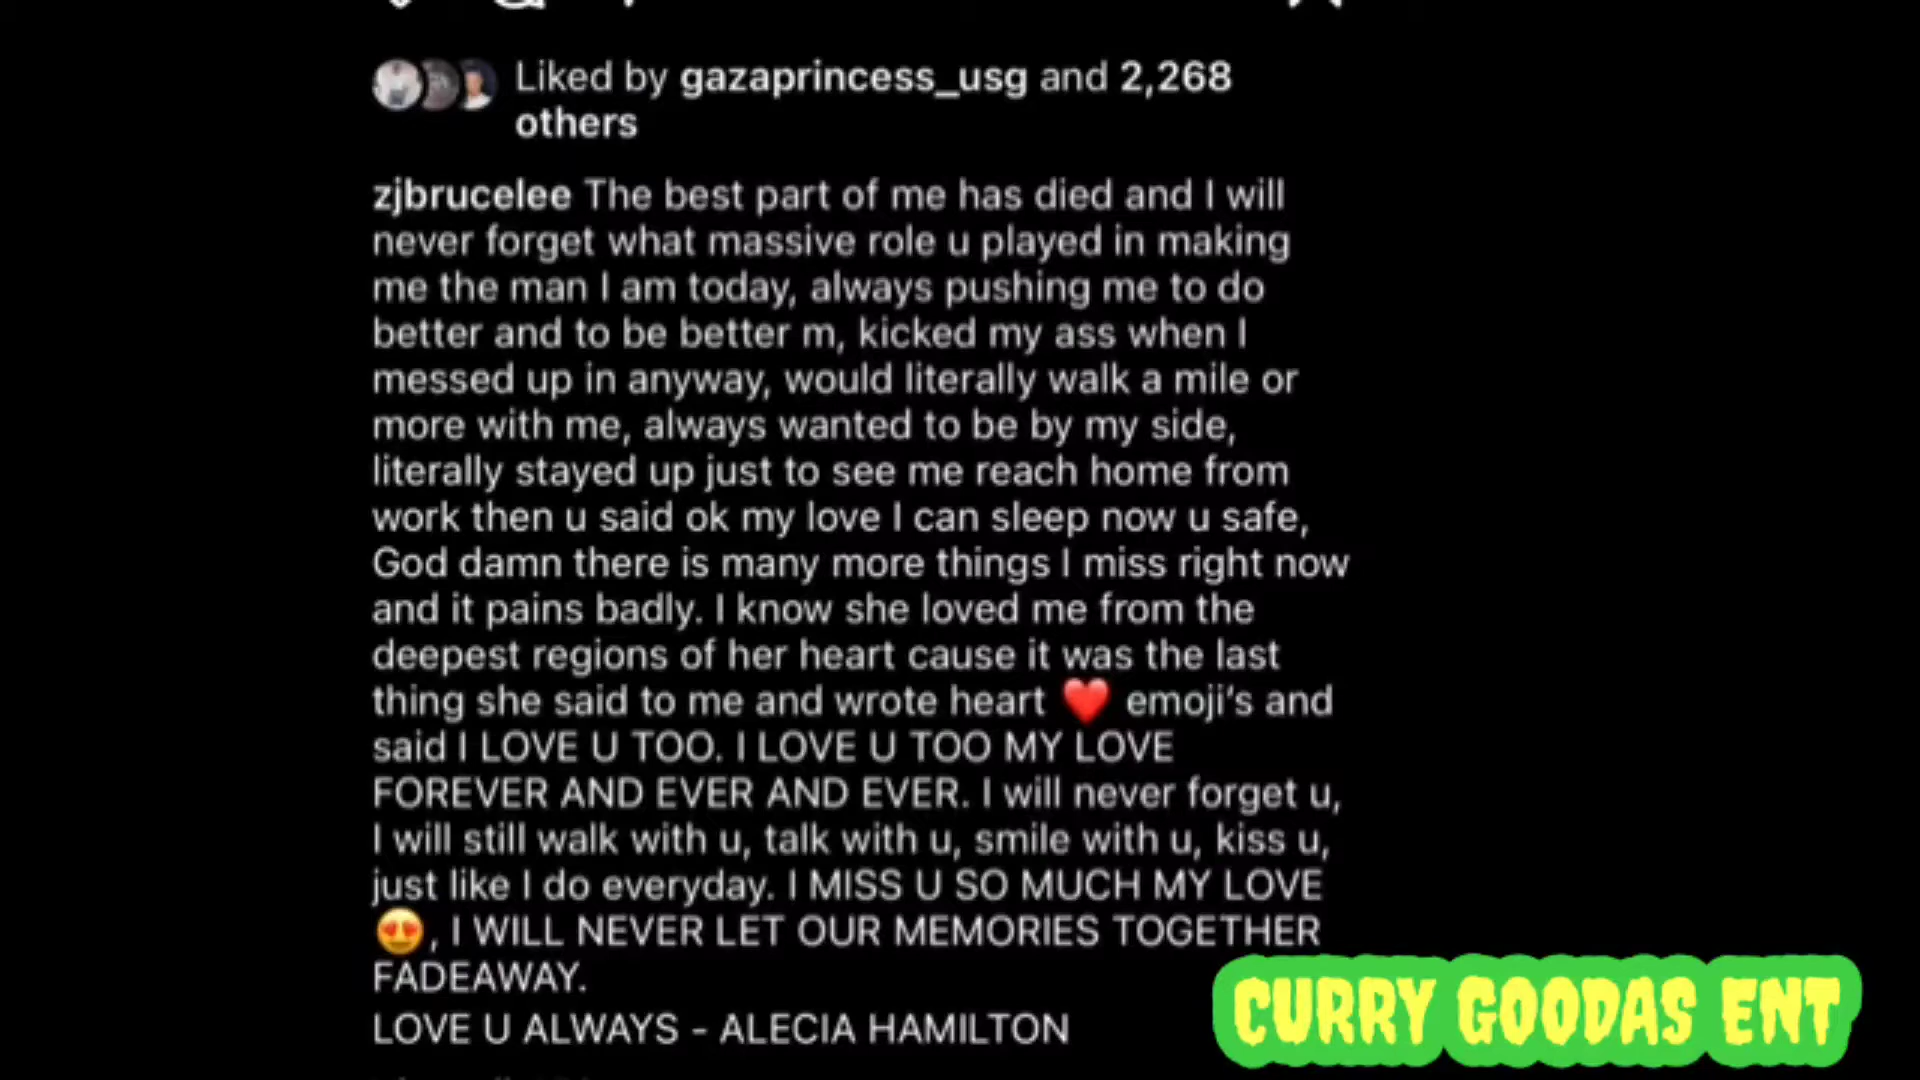 Liked by gazaprincess_usg and 2,268
others
zjbrucelee The best part of me has died and I will
never forget what massive role u played in making
me the man I am today, always pushing me to do
better and to be better m, kicked my ass when I
messed up in anyway, would literally walk a mile or
more with me, always wanted to be by my side,
literally stayed up just to see me reach home from
work then u said ok my love I can sleep now u safe,
God damn there is many more things I miss right now
and it pains badly. I know she loved me from the
deepest regions of her heart cause it was the last
thing she said to me and wrote heart ❤️ emoji's and
said I LOVE U TOO. I LOVE U TOO MY LOVE
FOREVER AND EVER AND EVER. I will never forget u,
I will still walk with u, talk with u, smile with u, kiss u,
just like I do everyday. I MISS U SO MUCH MY LOVE
😍, I WILL NEVER LET OUR MEMORIES TOGETHER
FADEAWAY.
LOVE U ALWAYS - ALECIA HAMILTON
CURRY GOODAS ENT